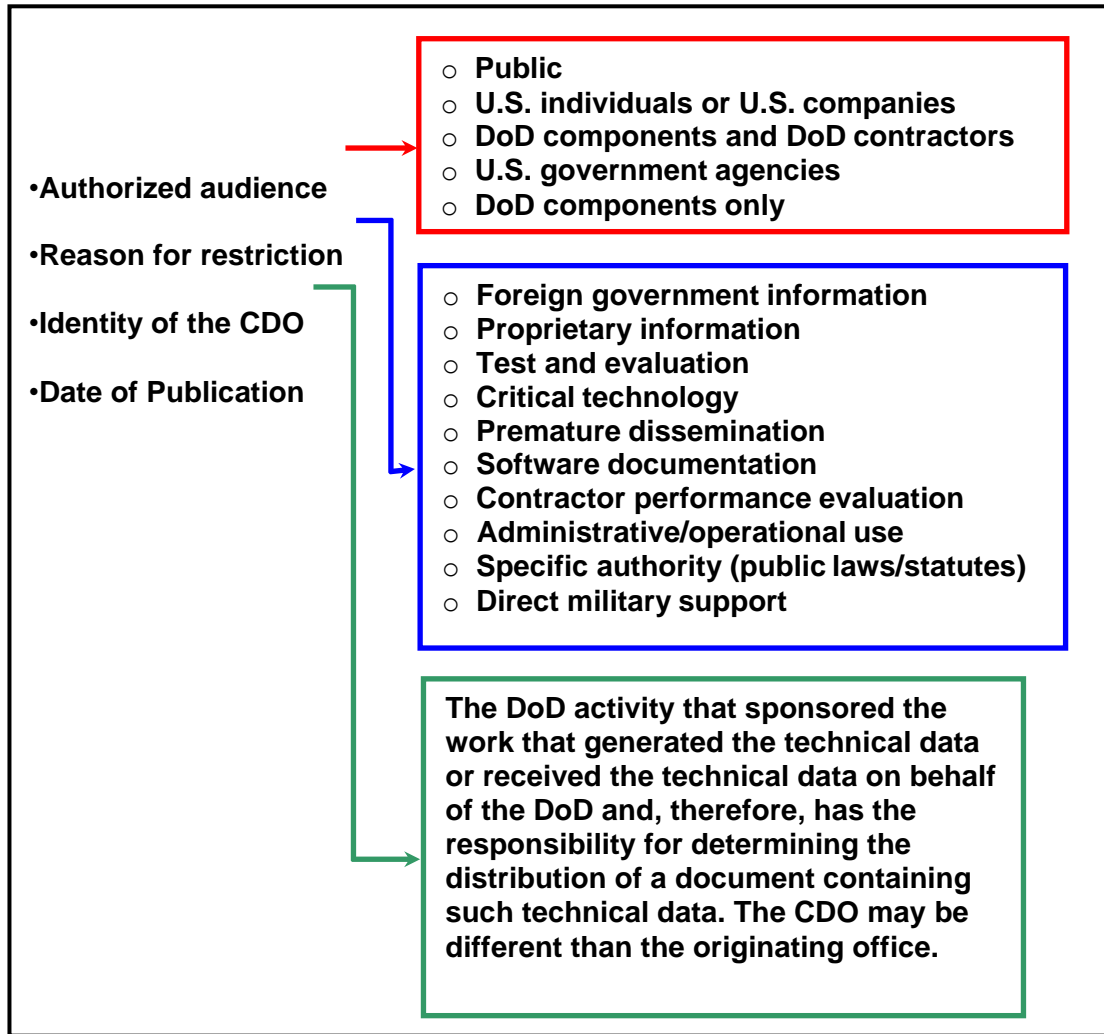 •Authorized audience
•Reason for restriction
•Identity of the CDO
•Date of Publication
o Public
o U.S. individuals or U.S. companies
o DoD components and DoD contractors
o U.S. government agencies
o DoD components only
o Foreign government information
o Proprietary information
o Test and evaluation
o Critical technology
o Premature dissemination
o Software documentation
o Contractor performance evaluation
o Administrative/operational use
o Specific authority (public laws/statutes)
o Direct military support
The DoD activity that sponsored the
work that generated the technical data
or received the technical data on behalf
of the DoD and, therefore, has the
responsibility for determining the
distribution of a document containing
such technical data. The CDO may be
different than the originating office.